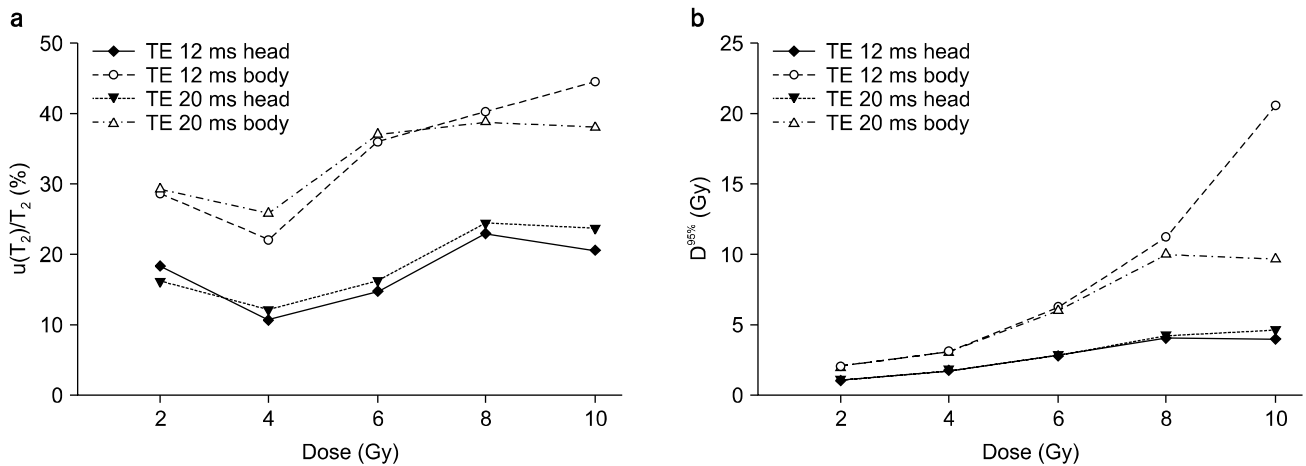 a
50
40
30
20
10
0
u(T2)/T2 (%)
TE 12 ms head
TE 12 ms body
TE 20 ms head
TE 20 ms body
2 4 6 8 10
Dose (Gy)
b
25
20
15
10
5
0
D95% (Gy)
TE 12 ms head
TE 12 ms body
TE 20 ms head
TE 20 ms body
2 4 6 8 10
Dose (Gy)